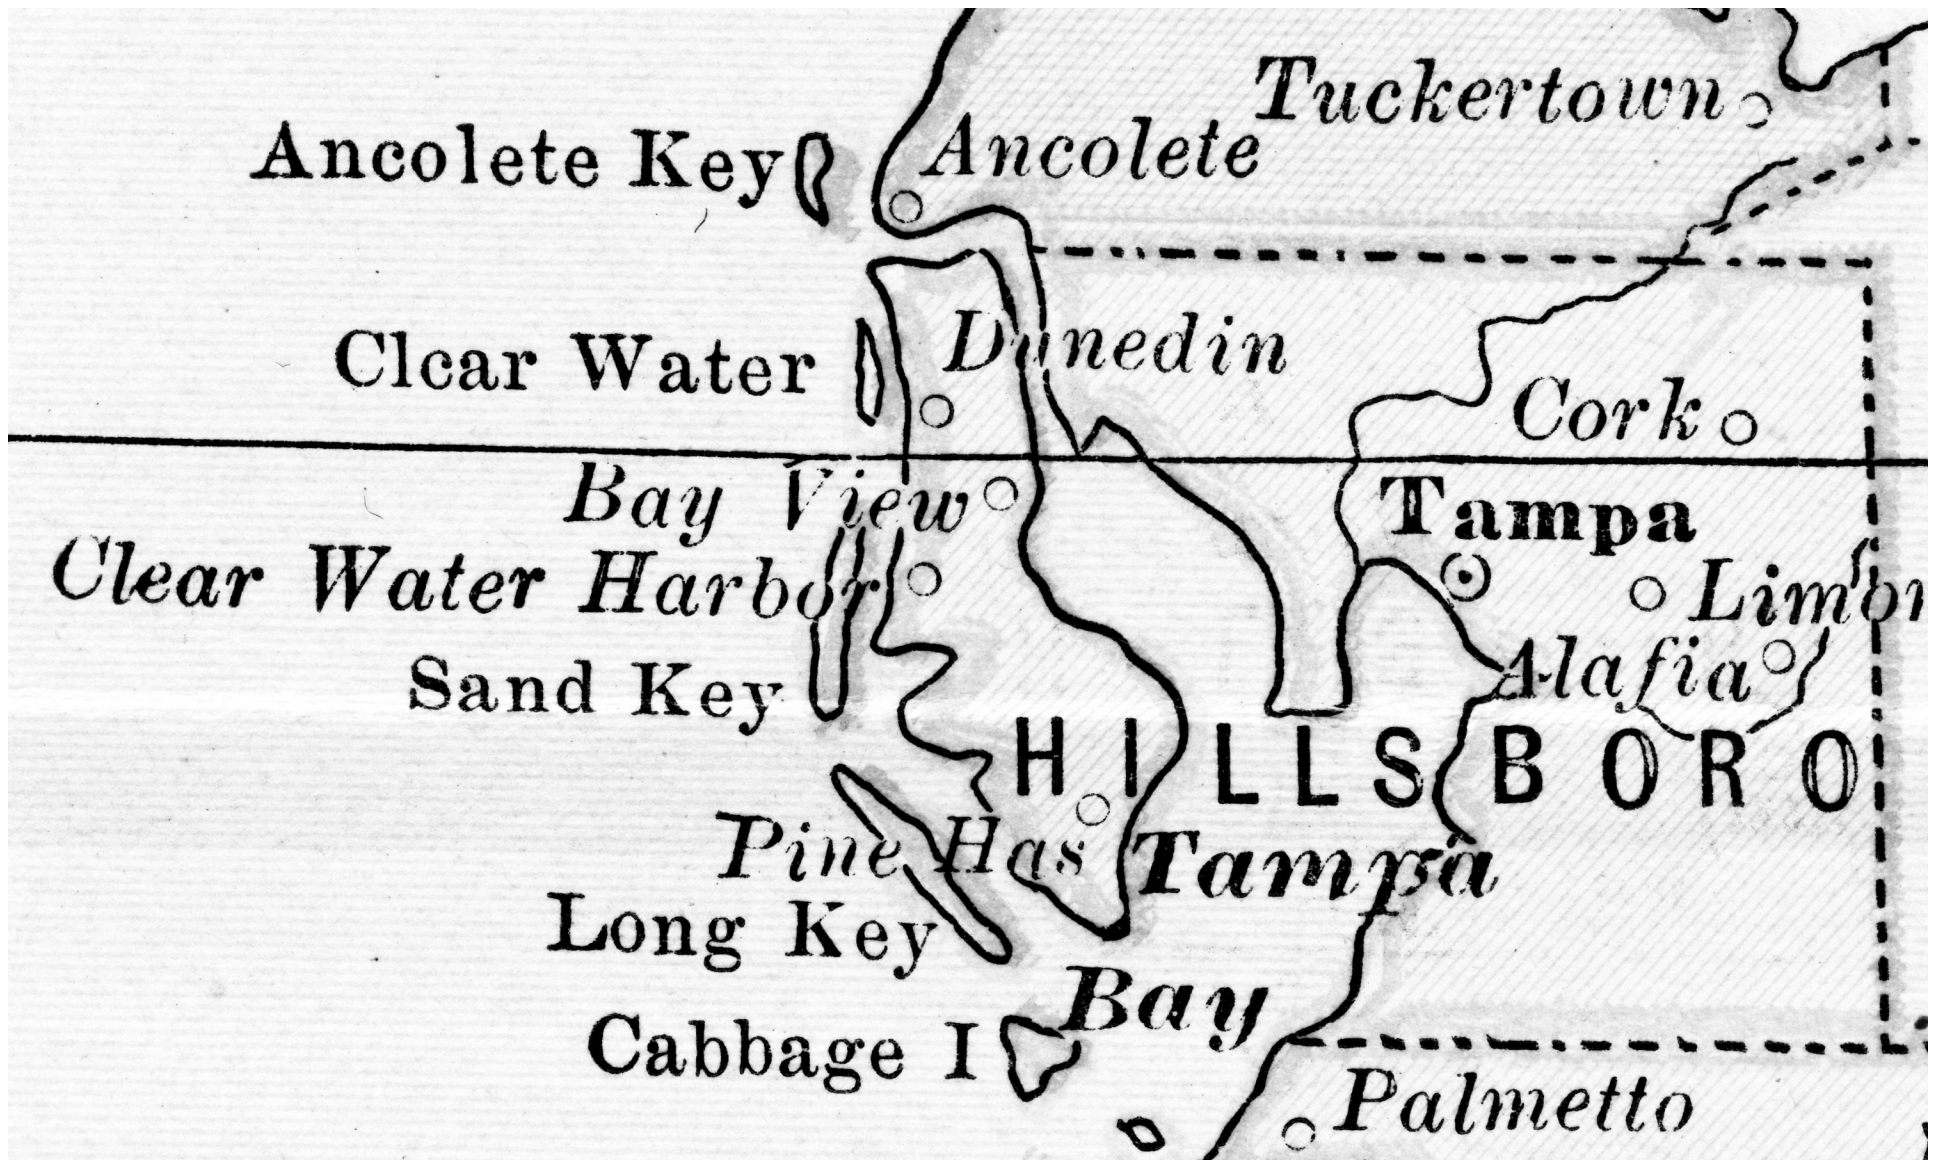 Tuckertown
Ancolete Key
Ancolete
Clear Water
Dunedin
Cork
Bay View
Tampa
Clear Water Harbor
Sand Key
Alafia
HILLSBORO
Pine Has
Tampa
Long Key
Bay
Cabbage I
Palmetto